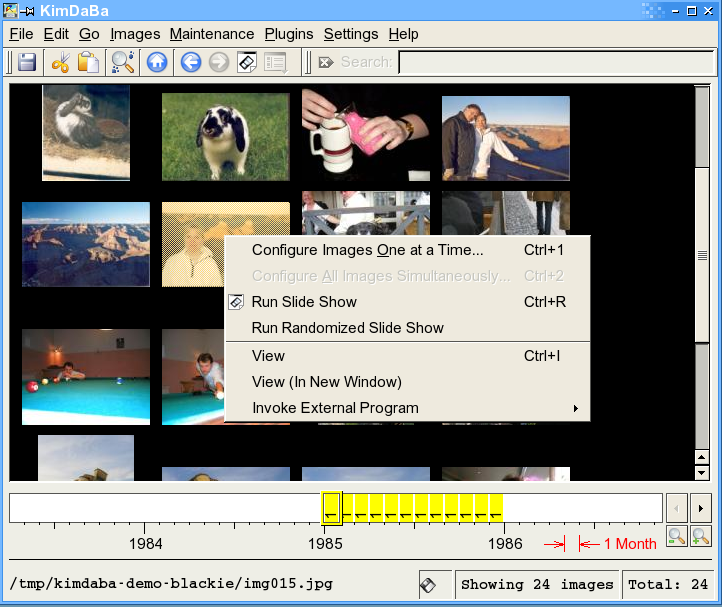 KimDaBa
File Edit Go Images Maintenance Plugins Settings Help
Search:
Configure Images One at a Time... Ctrl+1
Configure All Images Simultaneously... Ctrl+2
Run Slide Show Ctrl+R
Run Randomized Slide Show
View Ctrl+I
View (In New Window)
Invoke External Program
1984 1985 1986 1 Month
/tmp/kimdaba-demo-blackie/img015.jpg Showing 24 images Total: 24